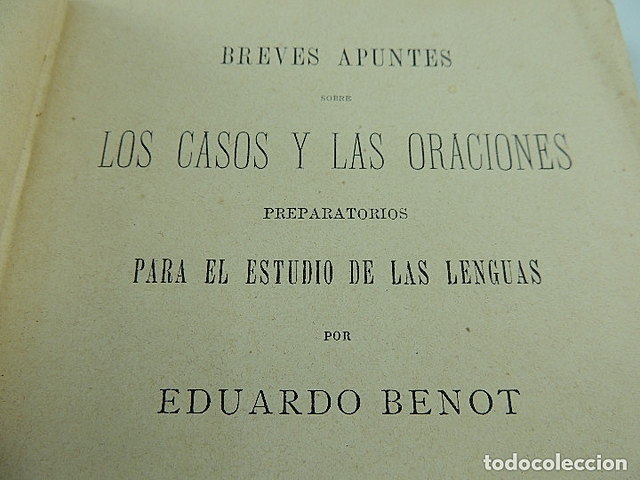 BREVES APUNTES
SOBRE
LOS CASOS Y LAS ORACIONES
PREPARATORIOS
PARA EL ESTUDIO DE LAS LENGUAS
POR
EDUARDO BENOT
todocoleccion